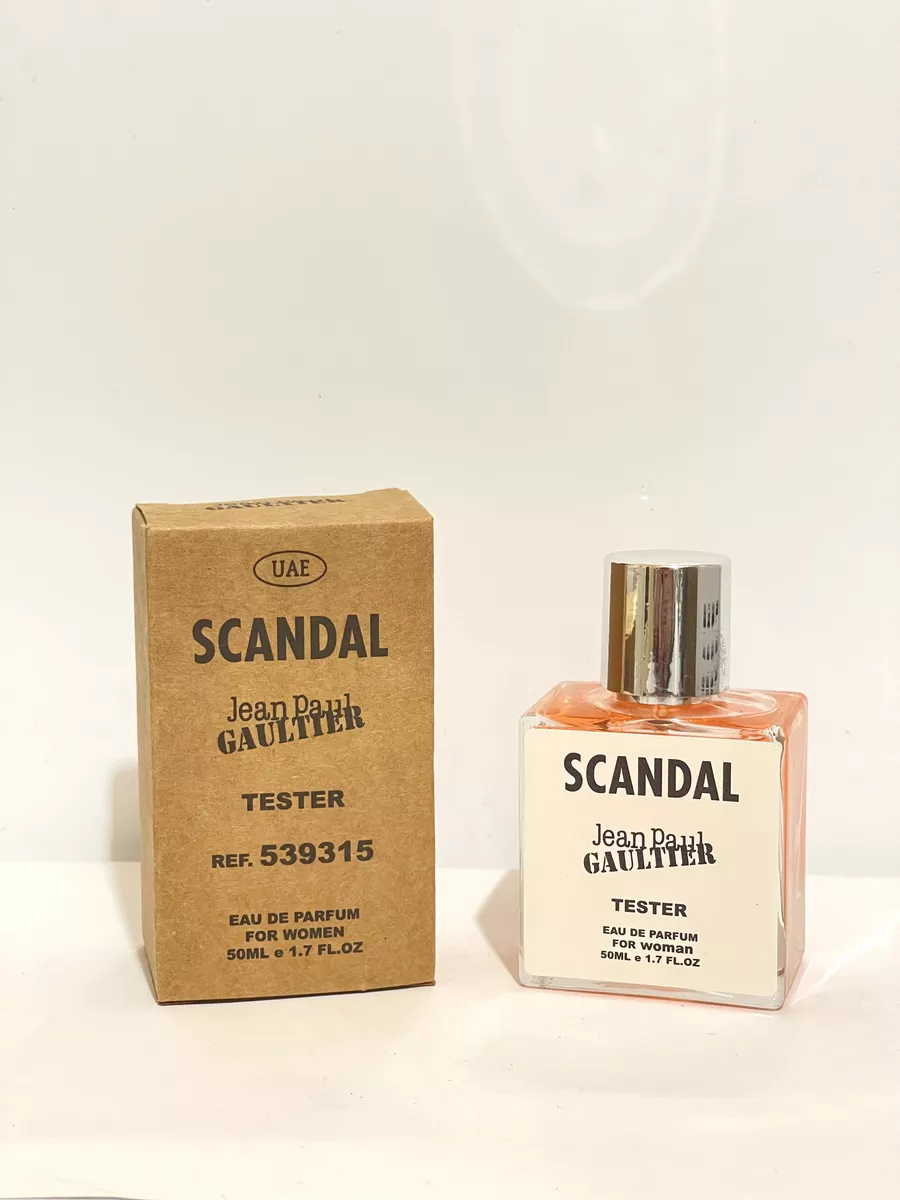 GAULTIER
UAE
SCANDAL
Jean Paul
GAULTIER
TESTER
REF. 539315
EAU DE PARFUM
FOR WOMEN
50ML e 1.7 FL.OZ
SCANDAL
Jean Paul
GAULTIER
TESTER
EAU DE PARFUM
FOR woman
50ML e 1.7 FL.OZ